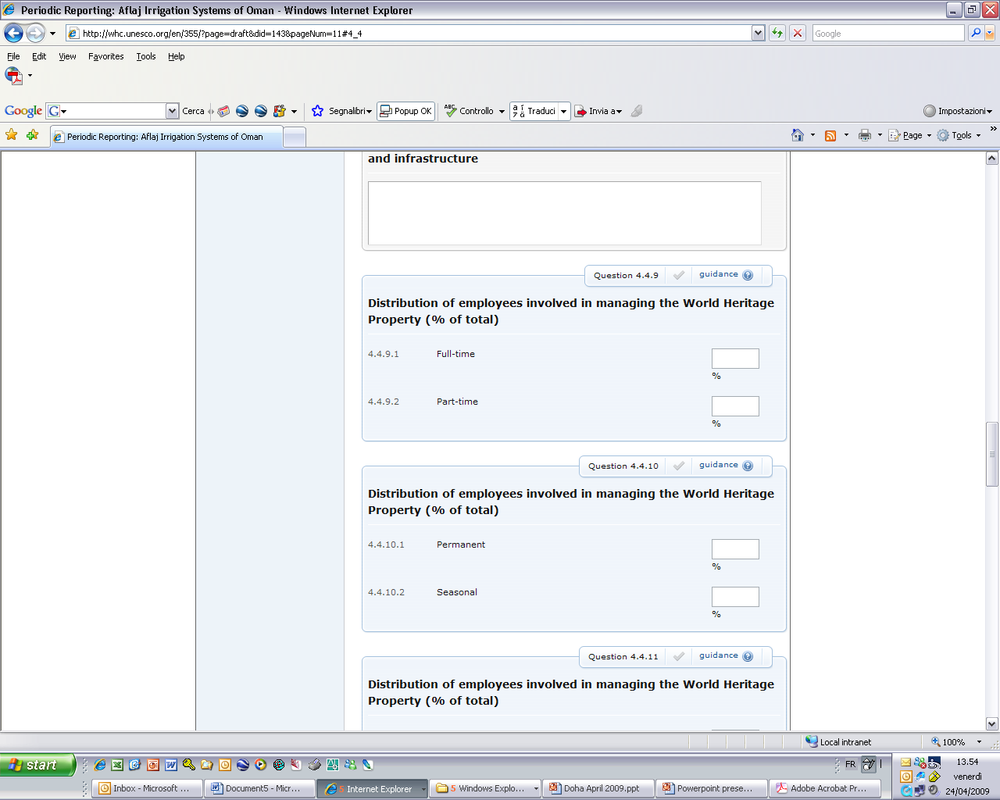 Periodic Reporting: Aflaj Irrigation Systems of Oman - Windows Internet Explorer
http://whc.unesco.org/en/355/?page=draft&did=143&pageNum=11#4_4
Google
File Edit View Favorites Tools Help
Google G Cerca Segnalibri Popup OK Controllo Traduci Invia a Impostazioni
Periodic Reporting: Aflaj Irrigation Systems of Oman Page Tools
and infrastructure
Question 4.4.9 guidance ?
Distribution of employees involved in managing the World Heritage
Property (% of total)
4.4.9.1 Full-time
%
4.4.9.2 Part-time
%
Question 4.4.10 guidance ?
Distribution of employees involved in managing the World Heritage
Property (% of total)
4.4.10.1 Permanent
%
4.4.10.2 Seasonal
%
Question 4.4.11 guidance ?
Distribution of employees involved in managing the World Heritage
Property (% of total)
Local intranet 100%
start FR 13.54
venerdì
Inbox - Microsoft ... Document5 - Micr... 5 Internet Explorer 5 Windows Explo... Doha April 2009.ppt Powerpoint prese... Adobe Acrobat Pr... 24/04/2009